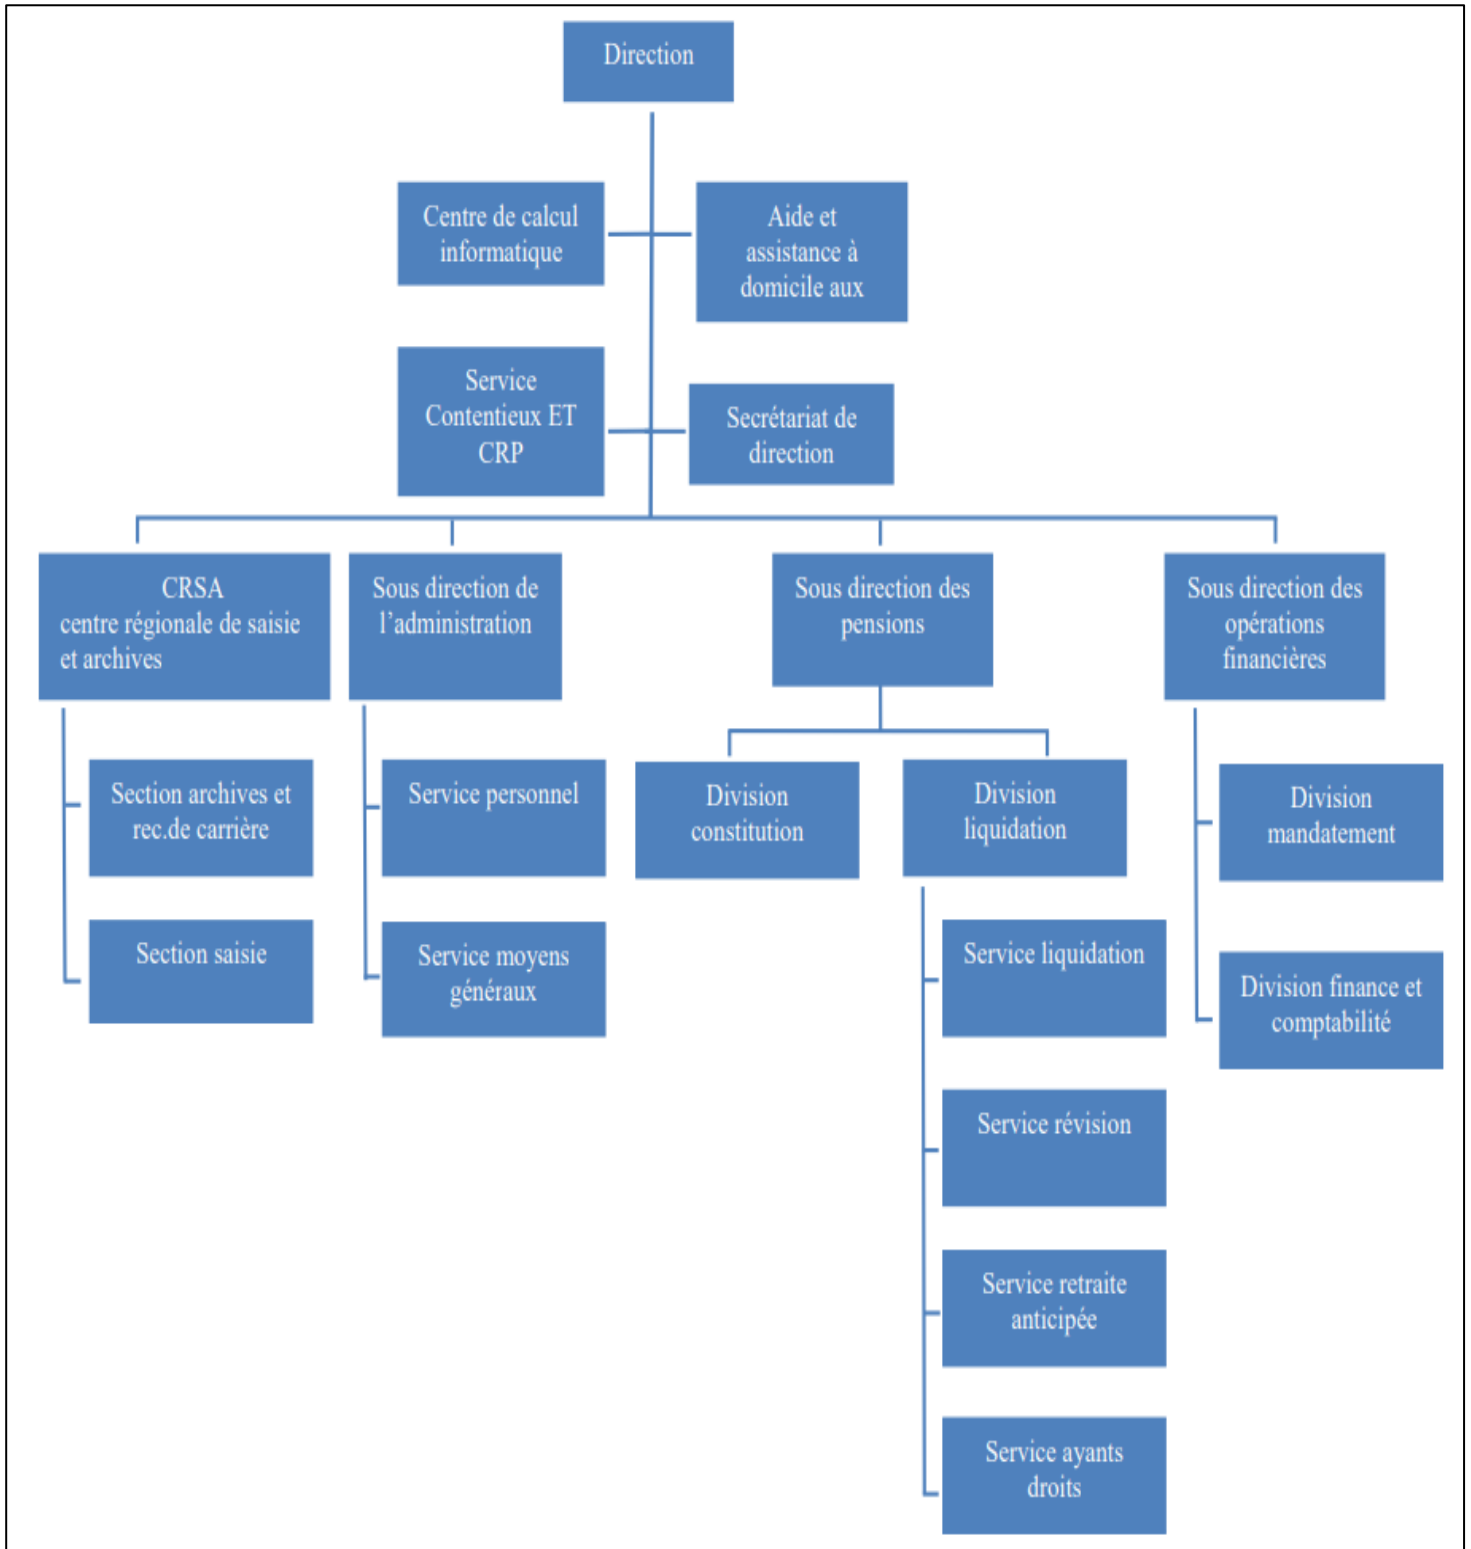 Direction
Centre de calcul
informatique
Aide et
assistance à
domicile aux
Service
Contentieux ET
CRP
Secrétariat de
direction
CRSA
centre régionale de saisie
et archives
Sous direction de
l’administration
Sous direction des
pensions
Sous direction des
opérations
financières
Section archives et
rec.de carrière
Section saisie
Service personnel
Service moyens
généraux
Division
constitution
Division
liquidation
Service liquidation
Service révision
Service retraite
anticipée
Service ayants
droits
Division
mandatement
Division finance et
comptabilité